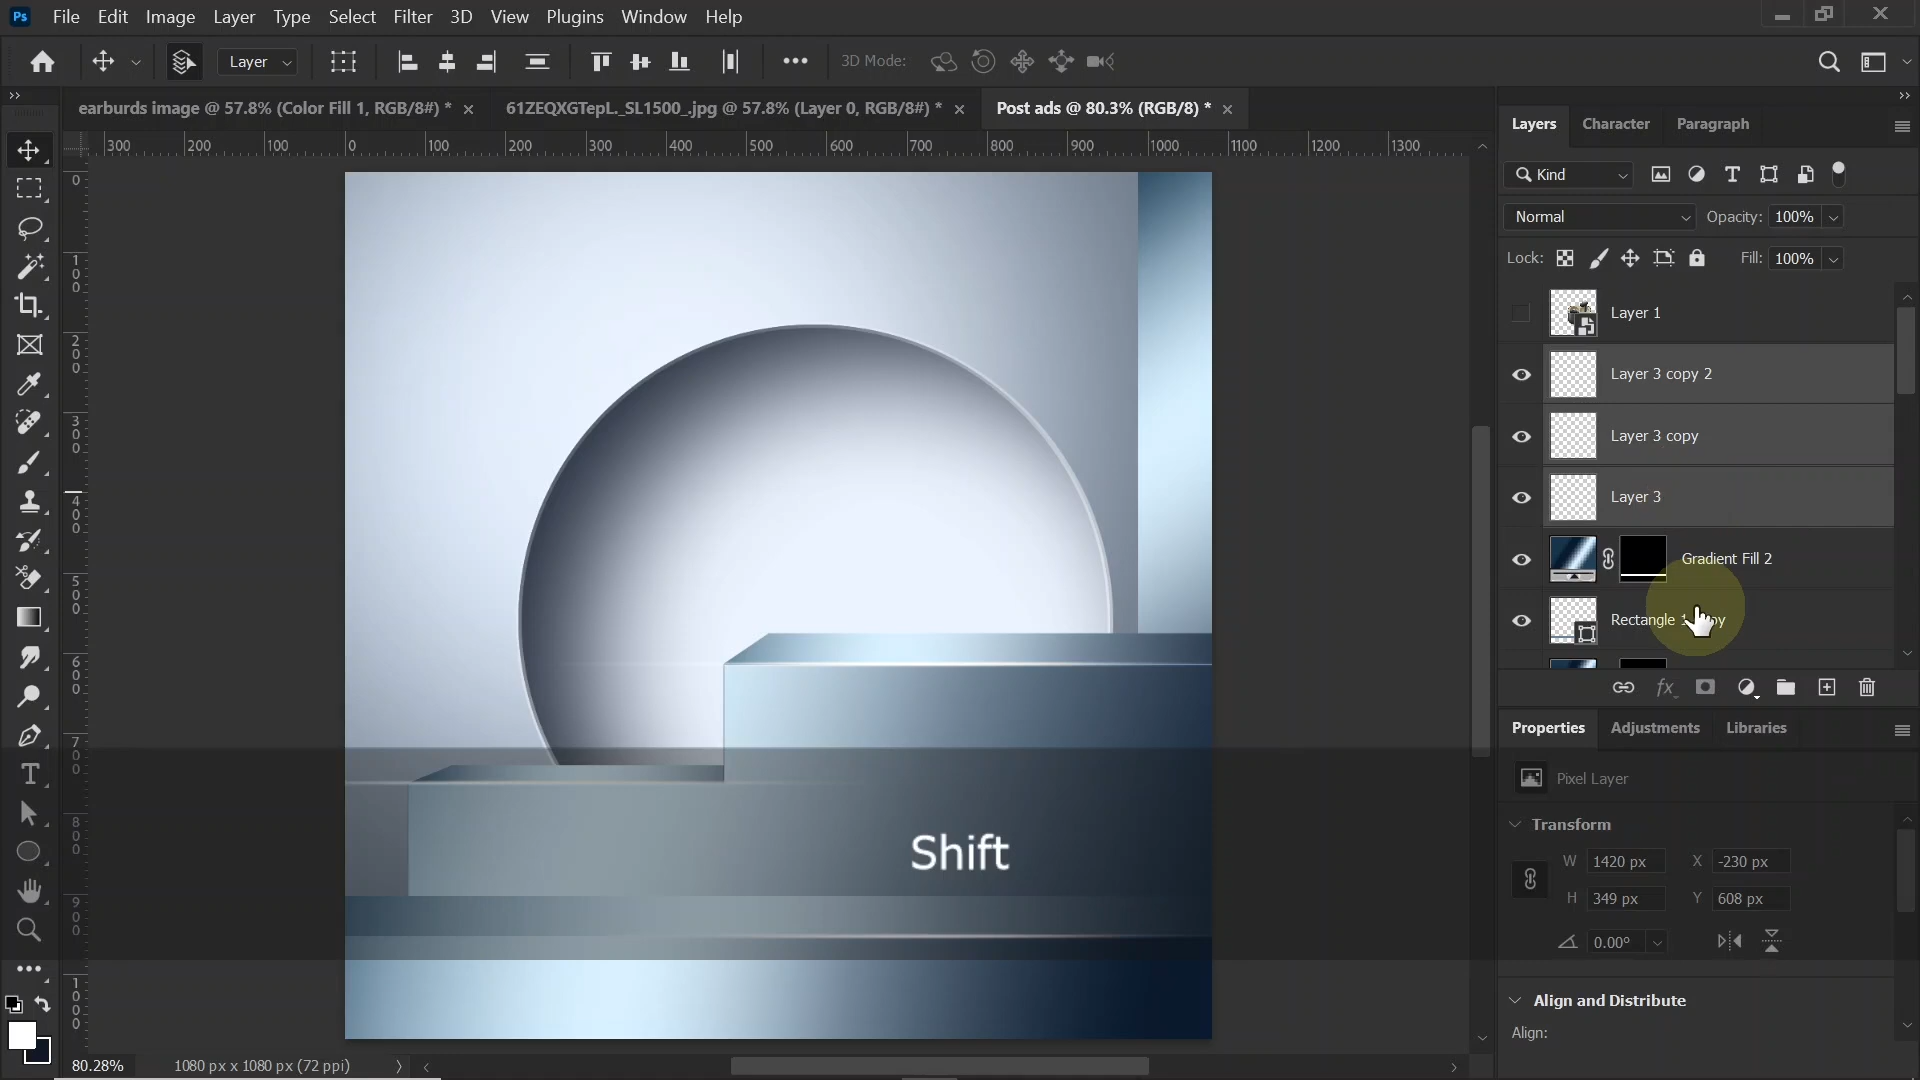 Ps File Edit Image Layer Type Select Filter 3D View Plugins Window Help
Layer 3D Mode:
earburds image @ 57.8% (Color Fill 1, RGB/8#) * 61ZEQXGTepL._SL1500_.jpg @ 57.8% (Layer 0, RGB/8#) * Post ads @ 80.3% (RGB/8) *
300 200 100 0 100 200 300 400 500 600 700 800 900 1000 1100 1200 1300
0
100
200
300
400
500
600
700
800
900
1000
Shift
80.28% 1080 px x 1080 px (72 ppi)
Layers Character Paragraph
Kind
Normal Opacity: 100%
Lock: Fill: 100%
Layer 1
Layer 3 copy 2
Layer 3 copy
Layer 3
Gradient Fill 2
Rectangle 1 copy
Properties Adjustments Libraries
Pixel Layer
Transform
W 1420 px X -230 px
H 349 px Y 608 px
0.00°
Align and Distribute
Align: